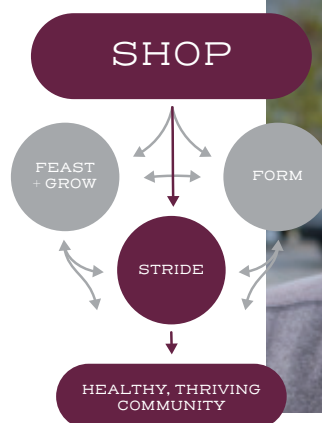 SHOP
FEAST
+ GROW
FORM
STRIDE
HEALTHY, THRIVING
COMMUNITY